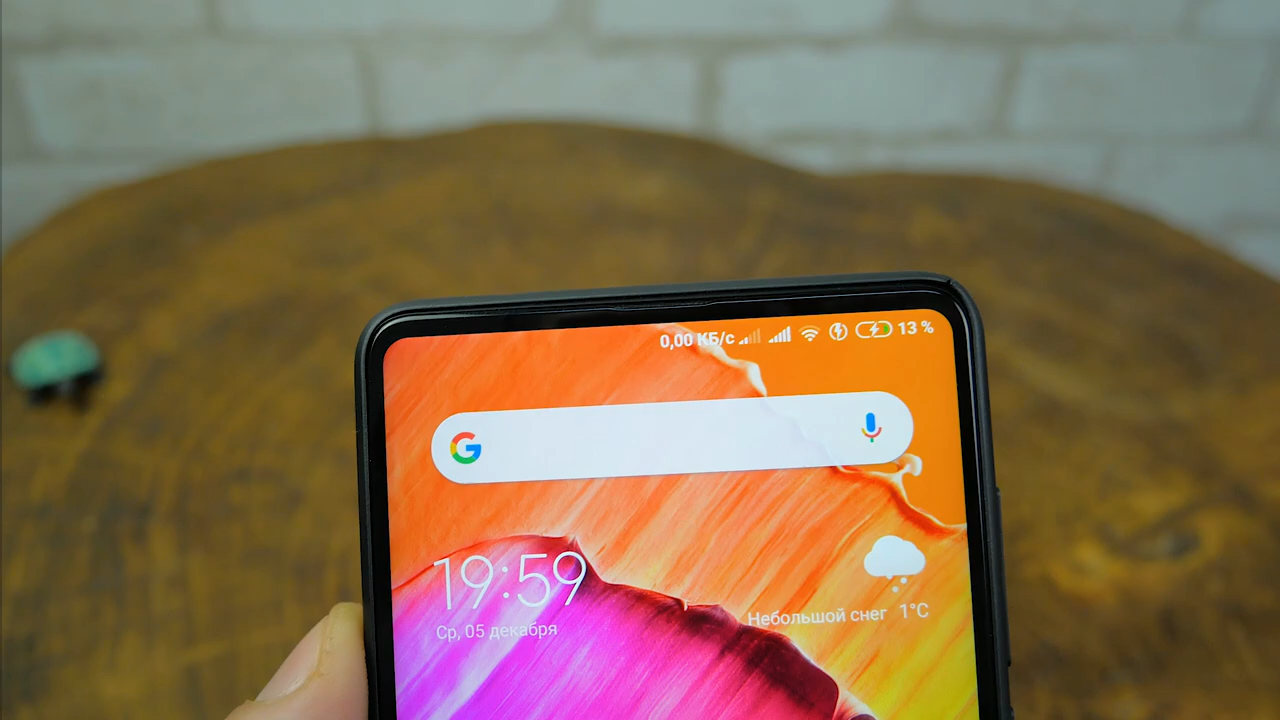 0,00 КБ/с 13 %
G
19:59
Ср, 05 декабря
Небольшой снег 1°C